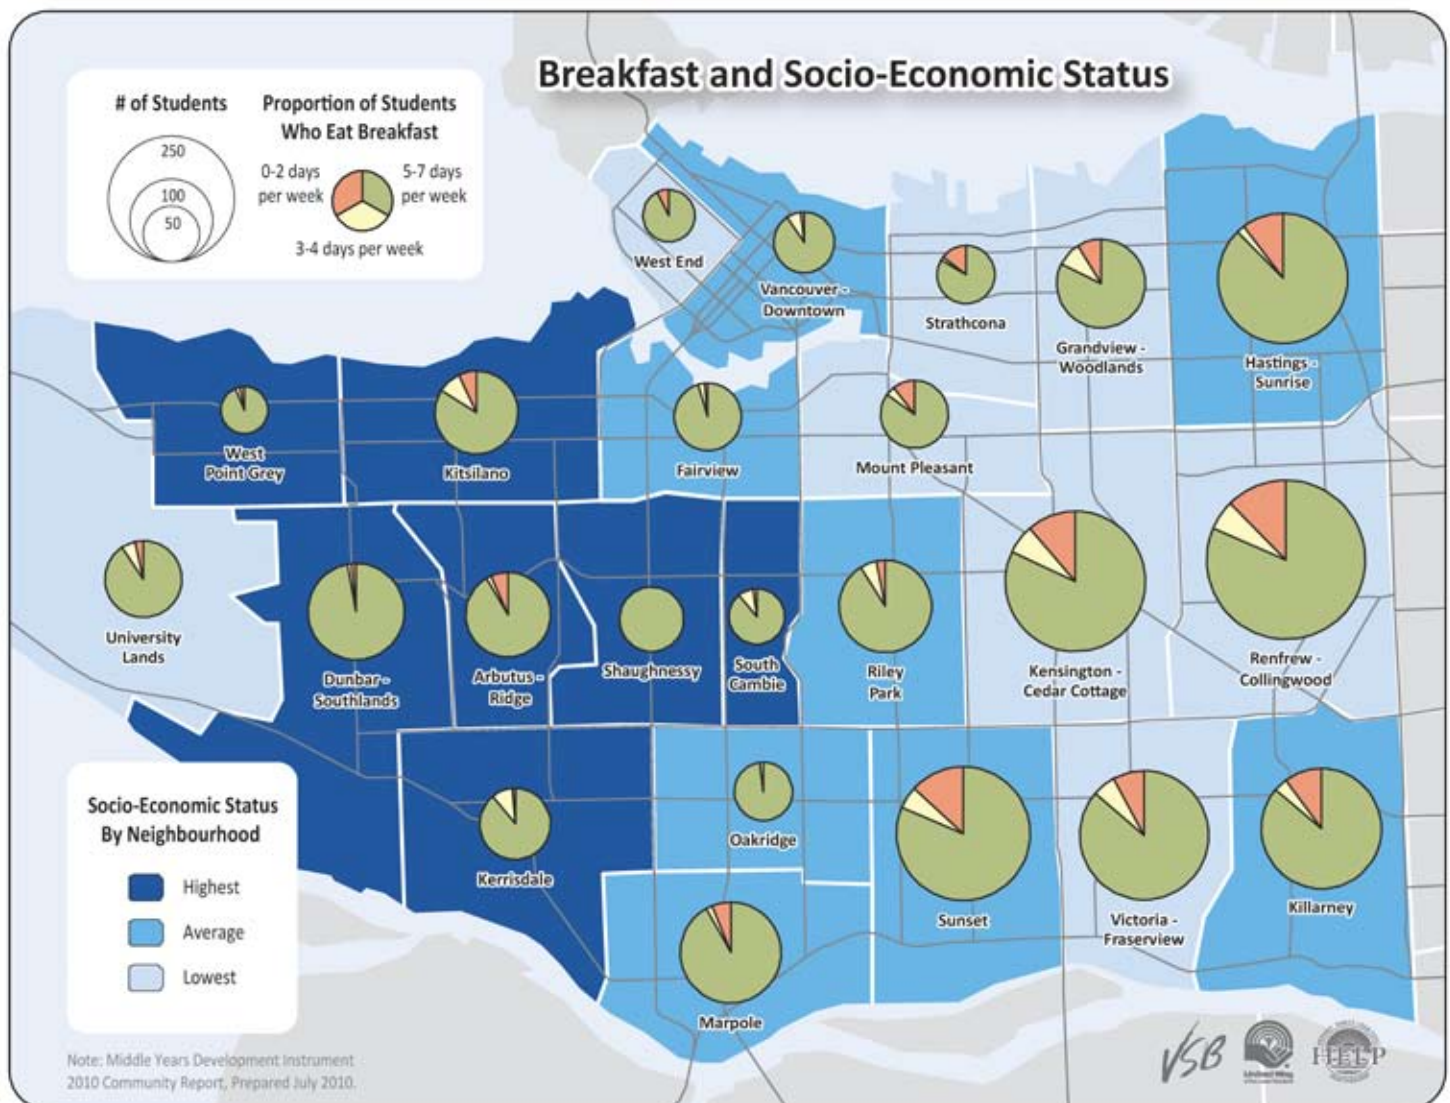 Breakfast and Socio-Economic Status
# of Students
250
100
50
Proportion of Students
Who Eat Breakfast
0-2 days
per week
5-7 days
per week
3-4 days per week
West End
Vancouver -
Downtown
Strathcona
Grandview -
Woodlands
Hastings -
Sunrise
West
Point Grey
Kitsilano
Fairview
Mount Pleasant
University
Lands
Dunbar -
Southlands
Arbutus -
Ridge
Shaughnessy
South
Cambie
Riley
Park
Kensington -
Cedar Cottage
Renfrew -
Collingwood
Kerrisdale
Oakridge
Marpole
Sunset
Victoria -
Fraserview
Killarney
Socio-Economic Status
By Neighbourhood
Highest
Average
Lowest
Note: Middle Years Development Instrument
2010 Community Report, Prepared July 2010.
VSB
United Way
HELP